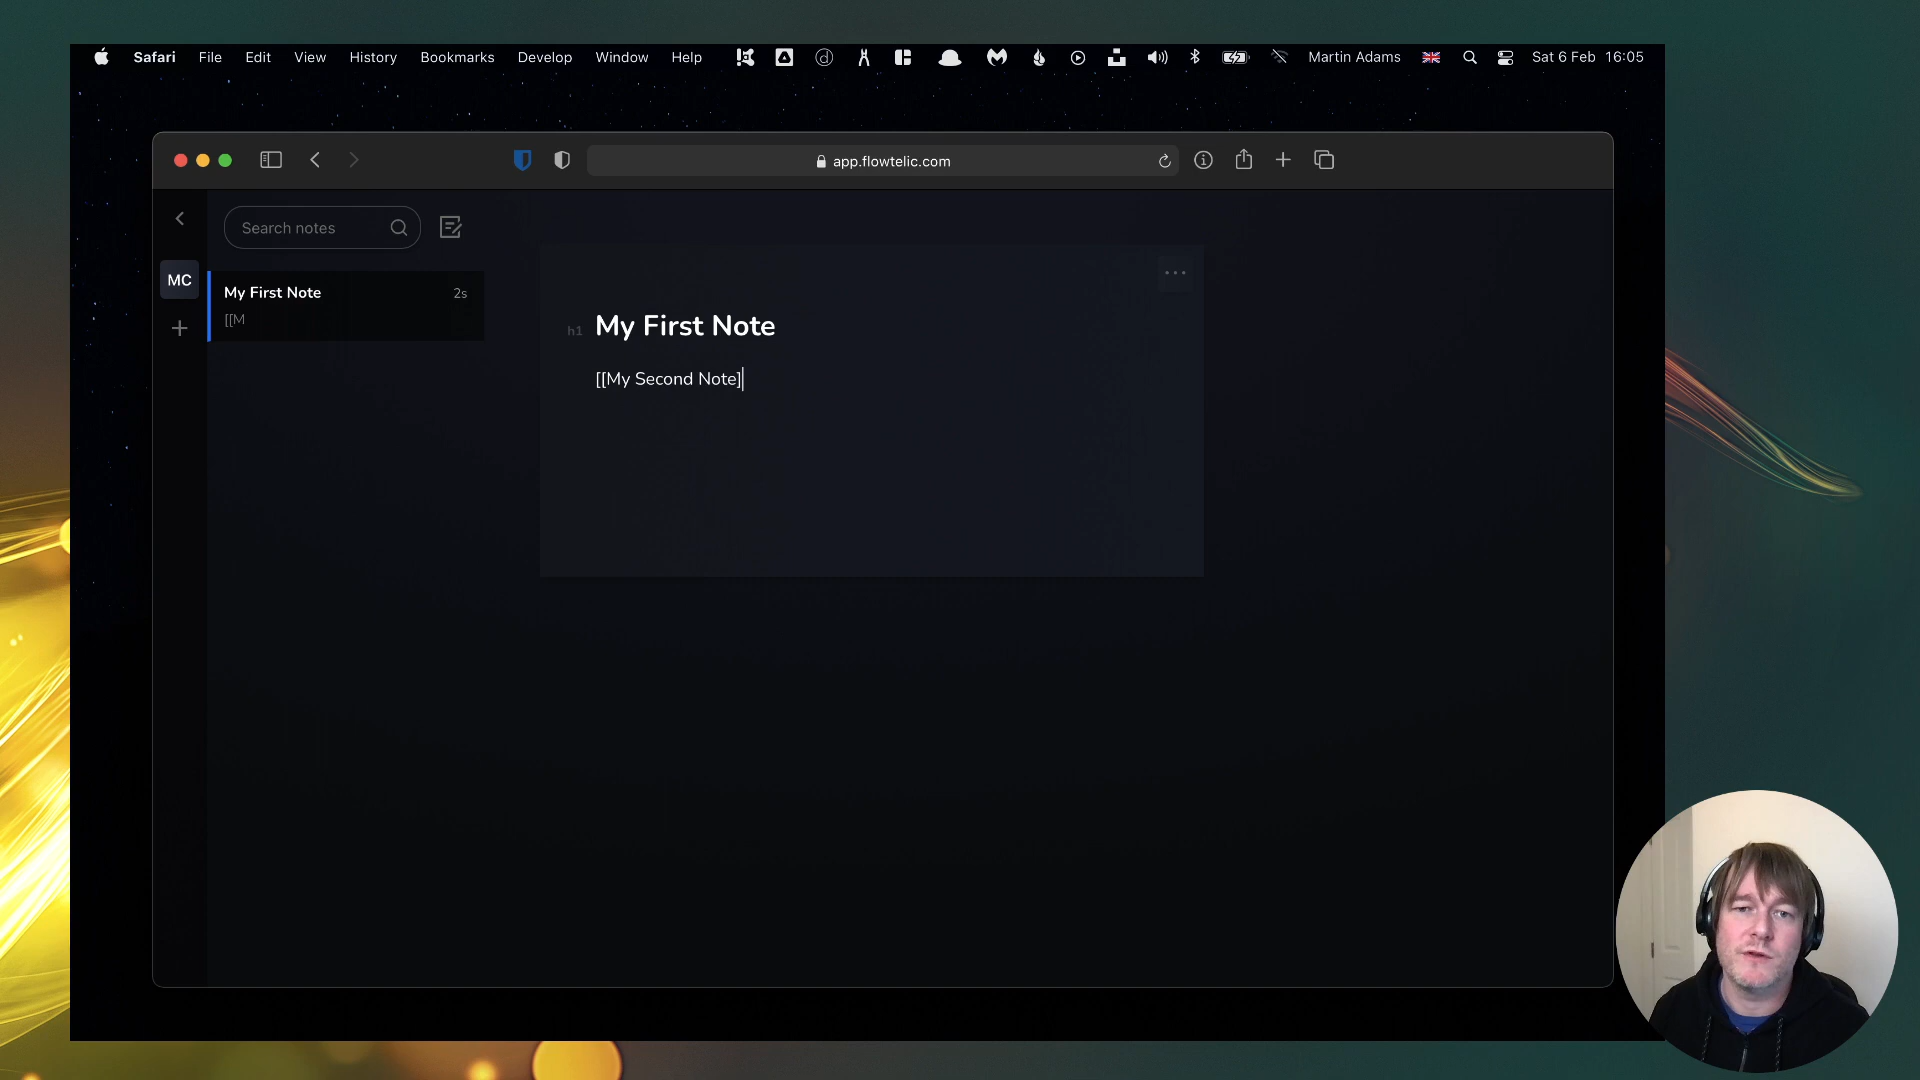 Safari File Edit View History Bookmarks Develop Window Help Martin Adams Sat 6 Feb 16:05
app.flowtelic.com
Search notes
MC
My First Note 2s
[[M
h1 My First Note
[[My Second Note]